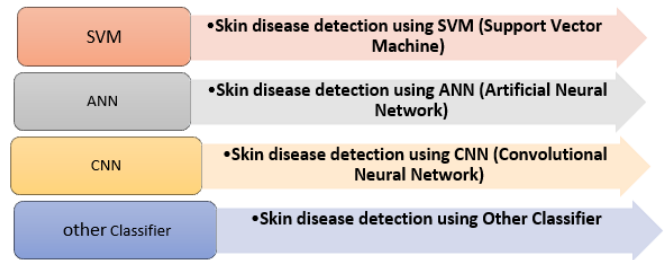 SVM
•Skin disease detection using SVM (Support Vector
Machine)
ANN
•Skin disease detection using ANN (Artificial Neural
Network)
CNN
•Skin disease detection using CNN (Convolutional
Neural Network)
other Classifier
•Skin disease detection using Other Classifier